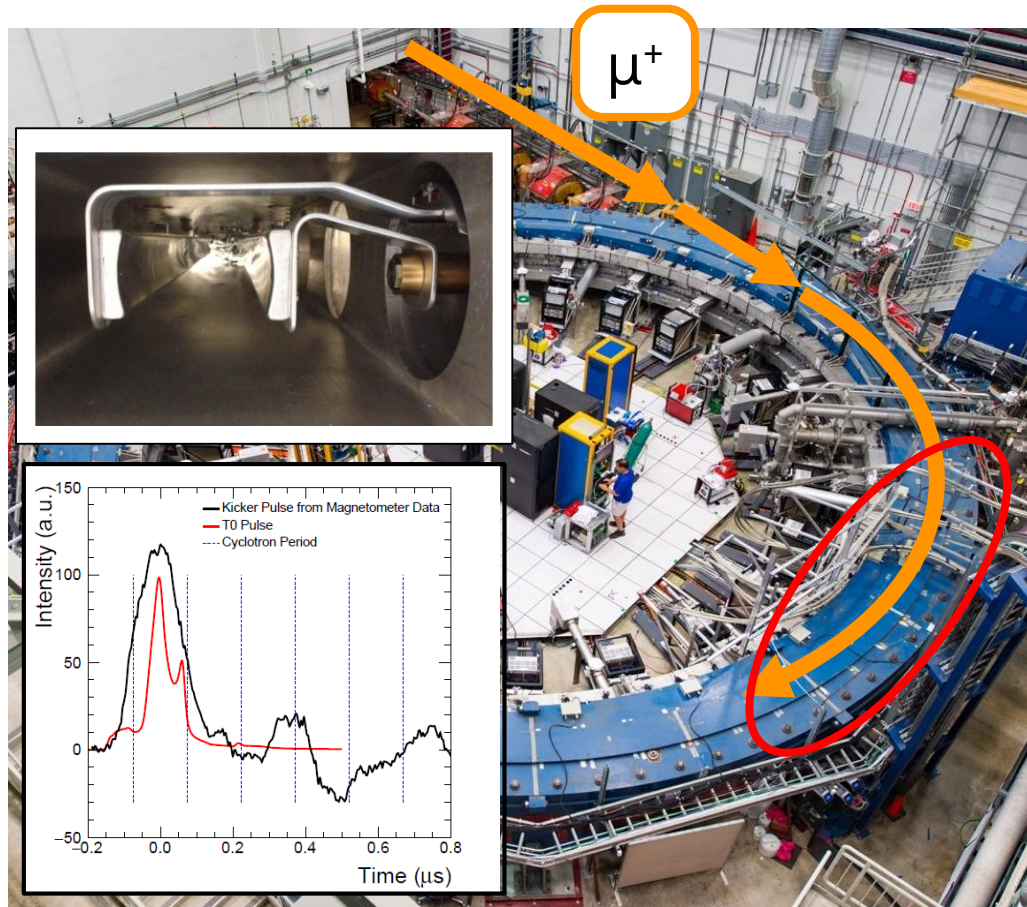 μ⁺
150
100
50
0
−50
Intensity (a.u.)
Kicker Pulse from Magnetometer Data
T0 Pulse
Cyclotron Period
−0.2 0.0 0.2 0.4 0.6 0.8
Time (μs)